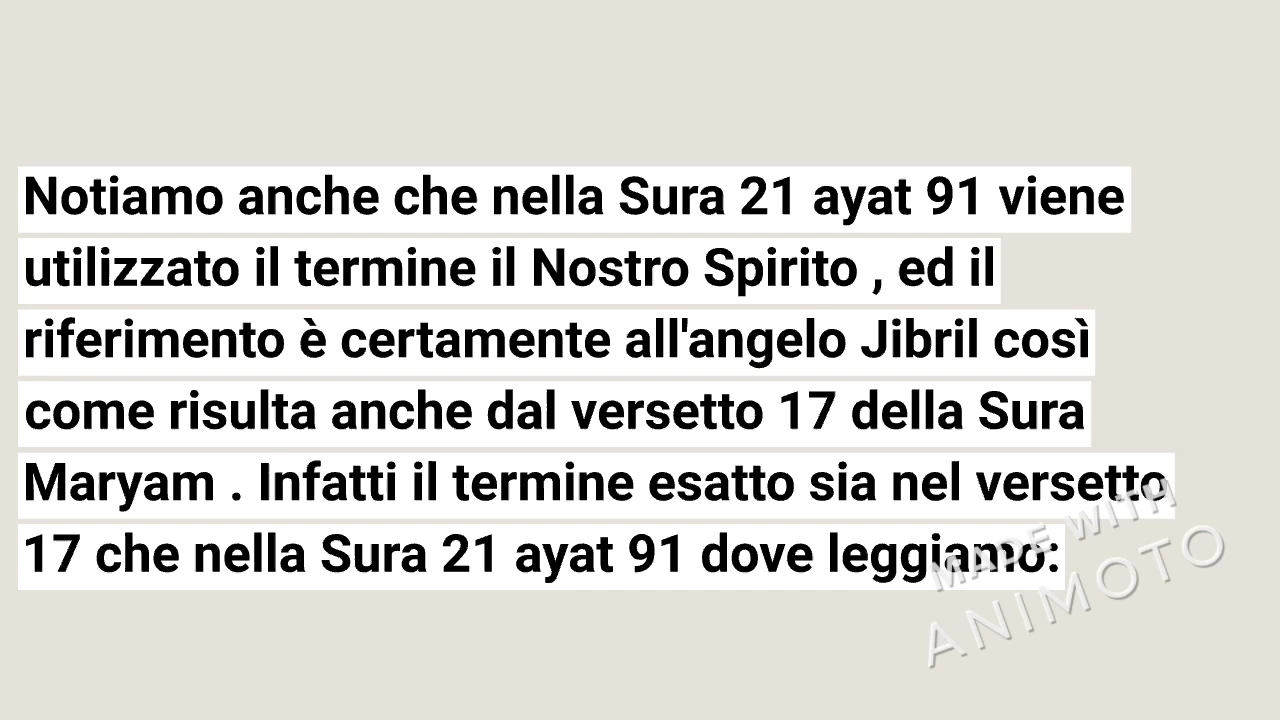 Notiamo anche che nella Sura 21 ayat 91 viene
utilizzato il termine il Nostro Spirito , ed il
riferimento è certamente all'angelo Jibril così
come risulta anche dal versetto 17 della Sura
Maryam . Infatti il termine esatto sia nel versetto
17 che nella Sura 21 ayat 91 dove leggiamo:
MADE WITH
ANIMOTO